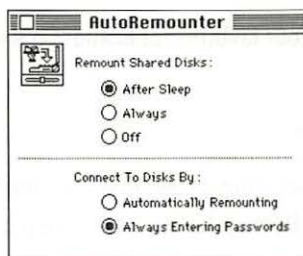 AutoRemounter
Remount Shared Disks:
After Sleep
Always
Off
Connect To Disks By:
Automatically Remounting
Always Entering Passwords